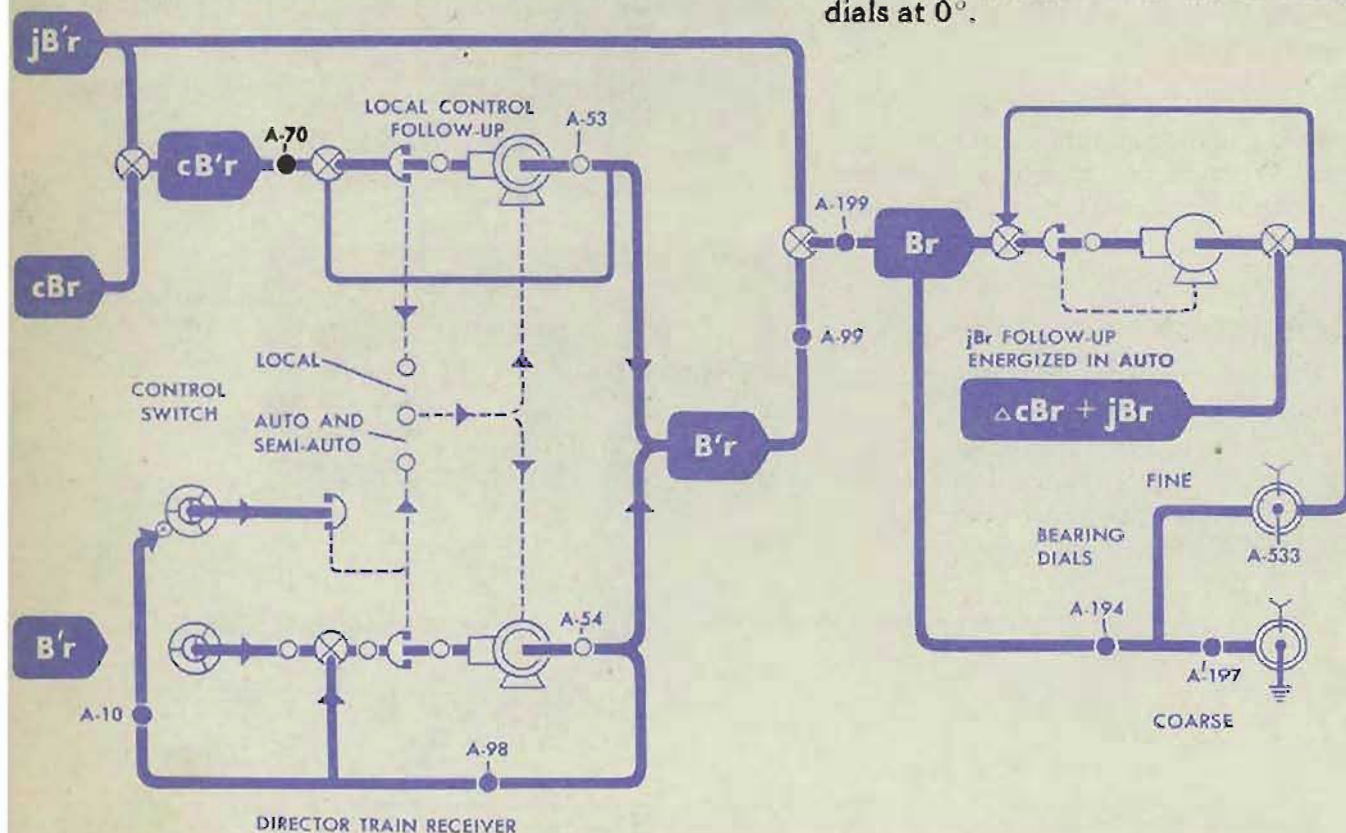 dials at 0°.
jB'r
LOCAL CONTROL
FOLLOW-UP
A-53
A-70
cB'r
cBr
A-199
Br
A-99
jBr FOLLOW-UP
ENERGIZED IN AUTO
ΔcBr + jBr
LOCAL
CONTROL
SWITCH
AUTO AND
SEMI-AUTO
B'r
FINE
BEARING
DIALS
A-533
B'r
A-54
A-194
A-197
A-10
COARSE
A-98
DIRECTOR TRAIN RECEIVER